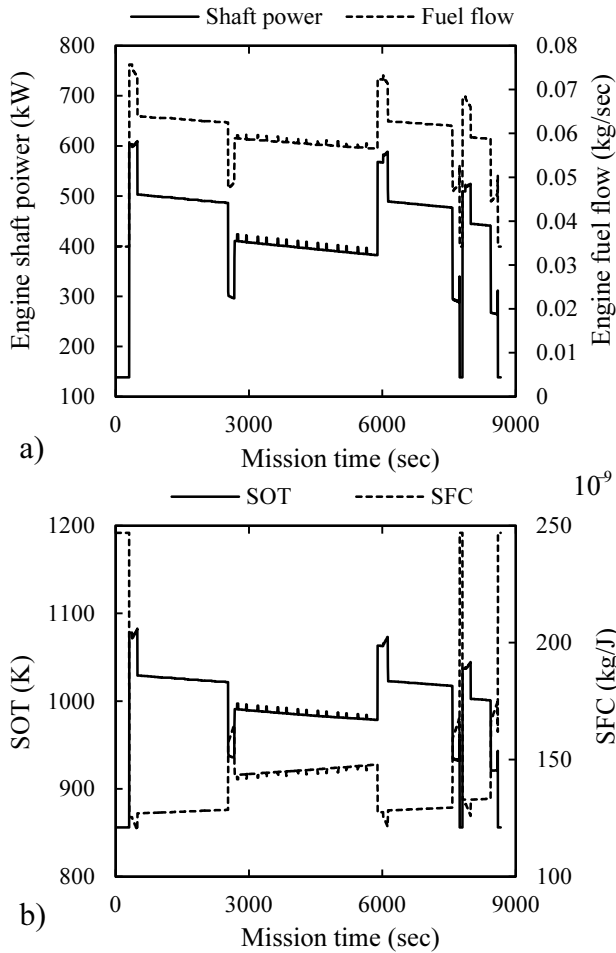 Shaft power Fuel flow
800 0.08
700 0.07
600 0.06
500 0.05
400 0.04
300 0.03
200 0.02
0.01
100 0
Engine shaft poiwer (kW)
Engine fuel flow (kg/sec)
0 3000 6000 9000
a) Mission time (sec)
SOT SFC 10⁻⁹
1200 250
1100 200
1000
900 150
800 100
SOT (K)
SFC (kg/J)
0 3000 6000 9000
b) Mission time (sec)